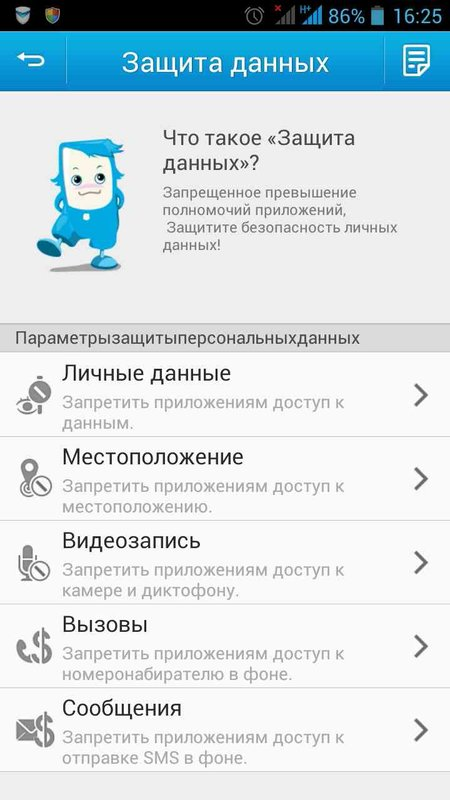 86% 16:25
Защита данных
Что такое «Защита
данных»?
Запрещенное превышение
полномочий приложений,
Защитите безопасность личных
данных!
Параметрызащитыперсональныхданных
Личные данные
Запретить приложениям доступ к
данным.
Местоположение
Запретить приложениям доступ к
местоположению.
Видеозапись
Запретить приложениям доступ к
камере и диктофону.
Вызовы
Запретить приложениям доступ к
номеронабирателю в фоне.
Сообщения
Запретить приложениям доступ к
отправке SMS в фоне.